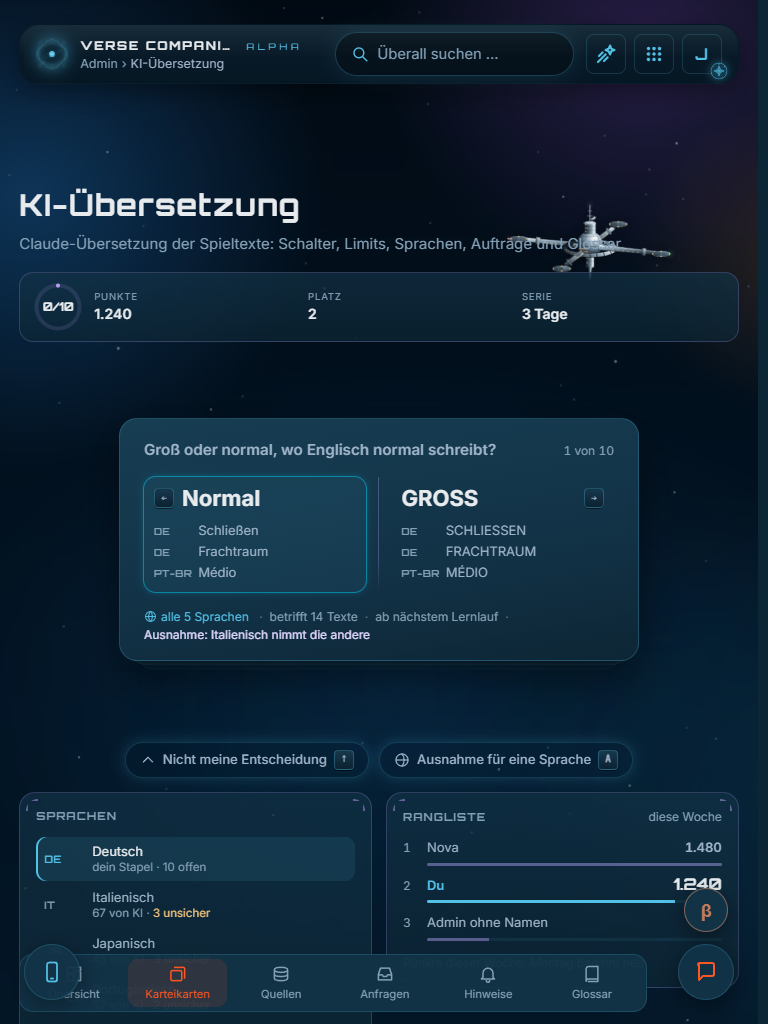 VERSE COMPANI… ALPHA
Admin › KI-Übersetzung
Überall suchen …
KI-Übersetzung
Claude-Übersetzung der Spieltexte: Schalter, Limits, Sprachen, Aufträge und Glossar.
0/10
PUNKTE
1.240
PLATZ
2
SERIE
3 Tage
Groß oder normal, wo Englisch normal schreibt?
1 von 10
← Normal
DE Schließen
DE Frachtraum
PT-BR Médio
GROSS →
DE SCHLIESSEN
DE FRACHTRAUM
PT-BR MÉDIO
alle 5 Sprachen · betrifft 14 Texte · ab nächstem Lernlauf ·
Ausnahme: Italienisch nimmt die andere
Nicht meine Entscheidung ↑
Ausnahme für eine Sprache A
SPRACHEN
DE Deutsch
dein Stapel · 10 offen
IT Italienisch
67 von KI · 3 unsicher
Japanisch
RANGLISTE diese Woche
1 Nova 1.480
2 Du 1.240
3 Admin ohne Namen
β
Karteikarten
Quellen
Anfragen
Hinweise
Glossar